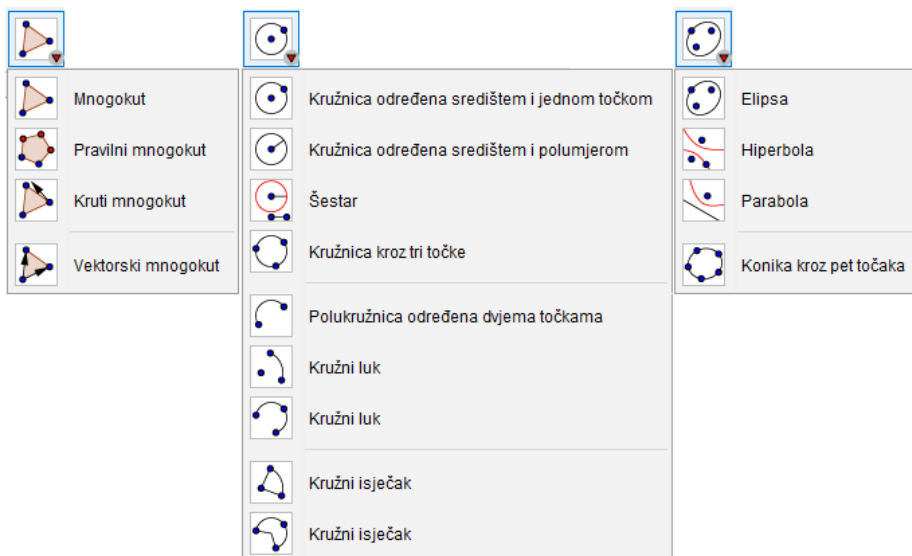 Mnogokut
Pravilni mnogokut
Kruti mnogokut
Vektorski mnogokut
Kružnica određena središtem i jednom točkom
Kružnica određena središtem i polumjerom
Šestar
Kružnica kroz tri točke
Polukružnica određena dvjema točkama
Kružni luk
Kružni luk
Kružni isječak
Kružni isječak
Elipsa
Hiperbola
Parabola
Konika kroz pet točaka